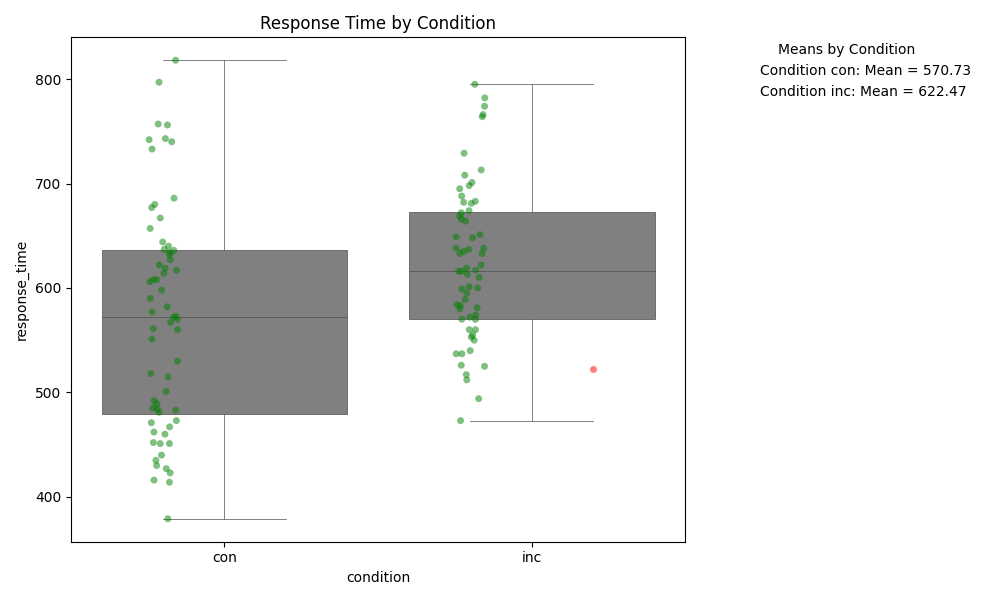 Response Time by Condition
Means by Condition
Condition con: Mean = 570.73
Condition inc: Mean = 622.47
response_time
800
700
600
500
400
con
inc
condition